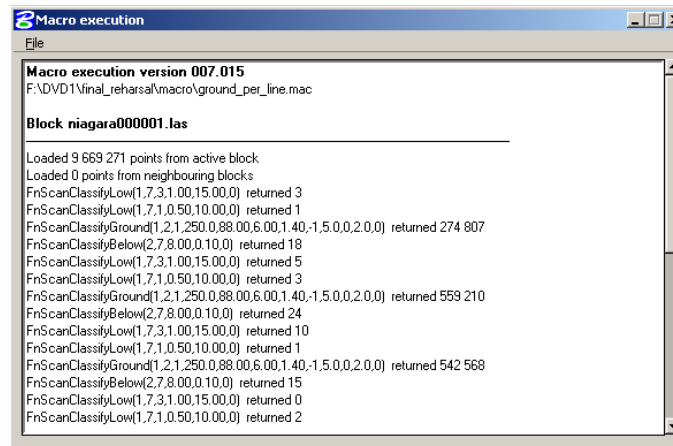 Macro execution
File
Macro execution version 007.015
F:\DVD1\final_reharsal\macro\ground_per_line.mac
Block niagara000001.las
Loaded 9 669 271 points from active block
Loaded 0 points from neighbouring blocks
FnScanClassifyLow(1,7,3,1.00,15.00,0) returned 3
FnScanClassifyLow(1,7,1,0.50,10.00,0) returned 1
FnScanClassifyGround(1,2,1,250.0,88.00,6.00,1.40,-1,5.0,0,2.0,0) returned 274 807
FnScanClassifyBelow(2,7,8.00,0.10,0) returned 18
FnScanClassifyLow(1,7,3,1.00,15.00,0) returned 5
FnScanClassifyLow(1,7,1,0.50,10.00,0) returned 3
FnScanClassifyGround(1,2,1,250.0,88.00,6.00,1.40,-1,5.0,0,2.0,0) returned 559 210
FnScanClassifyBelow(2,7,8.00,0.10,0) returned 24
FnScanClassifyLow(1,7,3,1.00,15.00,0) returned 10
FnScanClassifyLow(1,7,1,0.50,10.00,0) returned 1
FnScanClassifyGround(1,2,1,250.0,88.00,6.00,1.40,-1,5.0,0,2.0,0) returned 542 568
FnScanClassifyBelow(2,7,8.00,0.10,0) returned 15
FnScanClassifyLow(1,7,3,1.00,15.00,0) returned 0
FnScanClassifyLow(1,7,1,0.50,10.00,0) returned 2